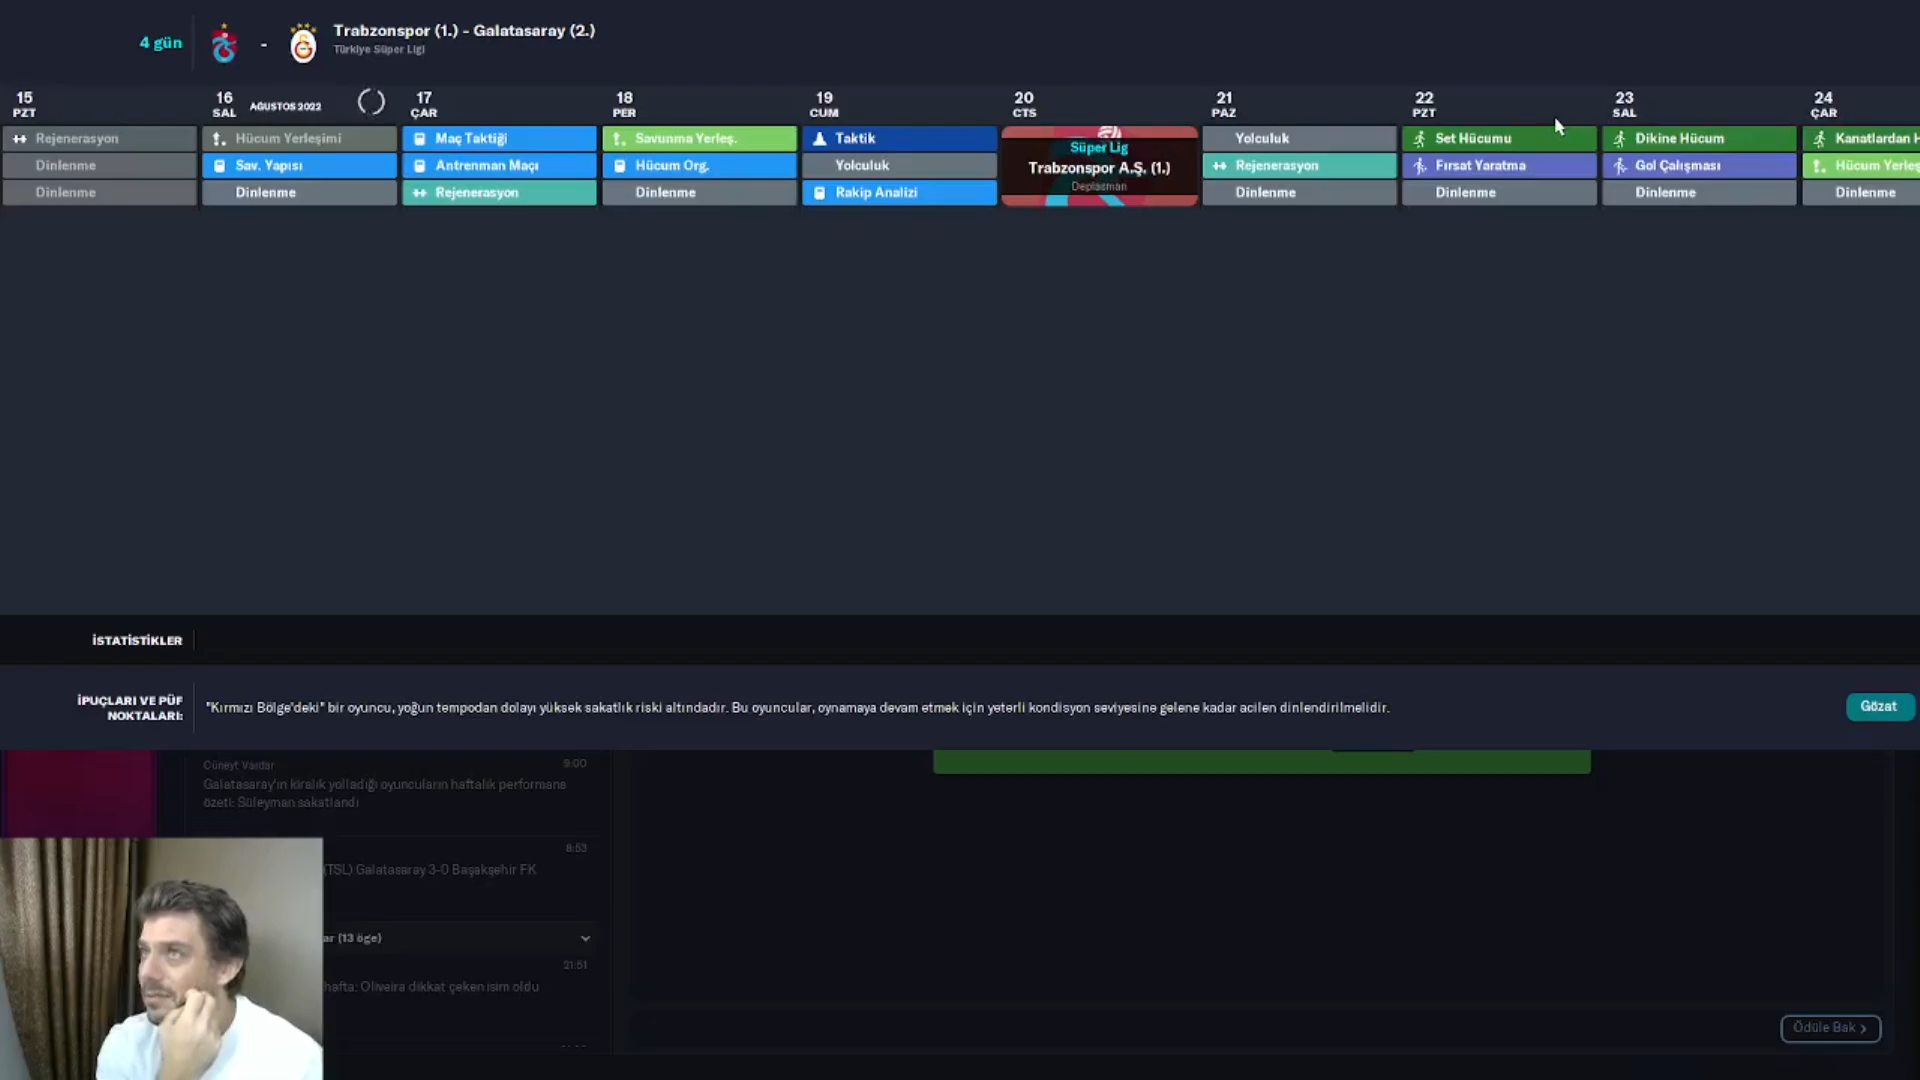 4 gün
-
Trabzonspor (1.) - Galatasaray (2.)
Türkiye Süper Ligi
15
PZT
16
SAL
AĞUSTOS 2022
17
ÇAR
18
PER
19
CUM
20
CTS
21
PAZ
22
PZT
23
SAL
24
ÇAR
Rejenerasyon
Hücum Yerleşimi
Maç Taktiği
Savunma Yerleş.
Taktik
Süper Lig
Trabzonspor A.Ş. (1.)
Deplasman
Yolculuk
Set Hücumu
Dikine Hücum
Kanatlardan H
Dinlenme
Sav. Yapısı
Antrenman Maçı
Hücum Org.
Yolculuk
Rejenerasyon
Fırsat Yaratma
Gol Çalışması
Hücum Yerleş
Dinlenme
Dinlenme
Rejenerasyon
Dinlenme
Rakip Analizi
Dinlenme
Dinlenme
Dinlenme
Dinlenme
İSTATİSTİKLER
İPUÇLARI VE PÜF
NOKTALARI:
"Kırmızı Bölge'deki" bir oyuncu, yoğun tempodan dolayı yüksek sakatlık riski altındadır. Bu oyuncular, oynamaya devam etmek için yeterli kondisyon seviyesine gelene kadar acilen dinlendirilmelidir.
Gözat
Cüneyt Vardar
9:00
Galatasaray'ın kiralık yolladığı oyuncuların haftalık performans
özeti: Süleyman sakatlandı
8:53
(TSL) Galatasaray 3-0 Başakşehir FK
ar (13 öge)
21:51
hafta: Oliveira dikkat çeken isim oldu
Ödüle Bak